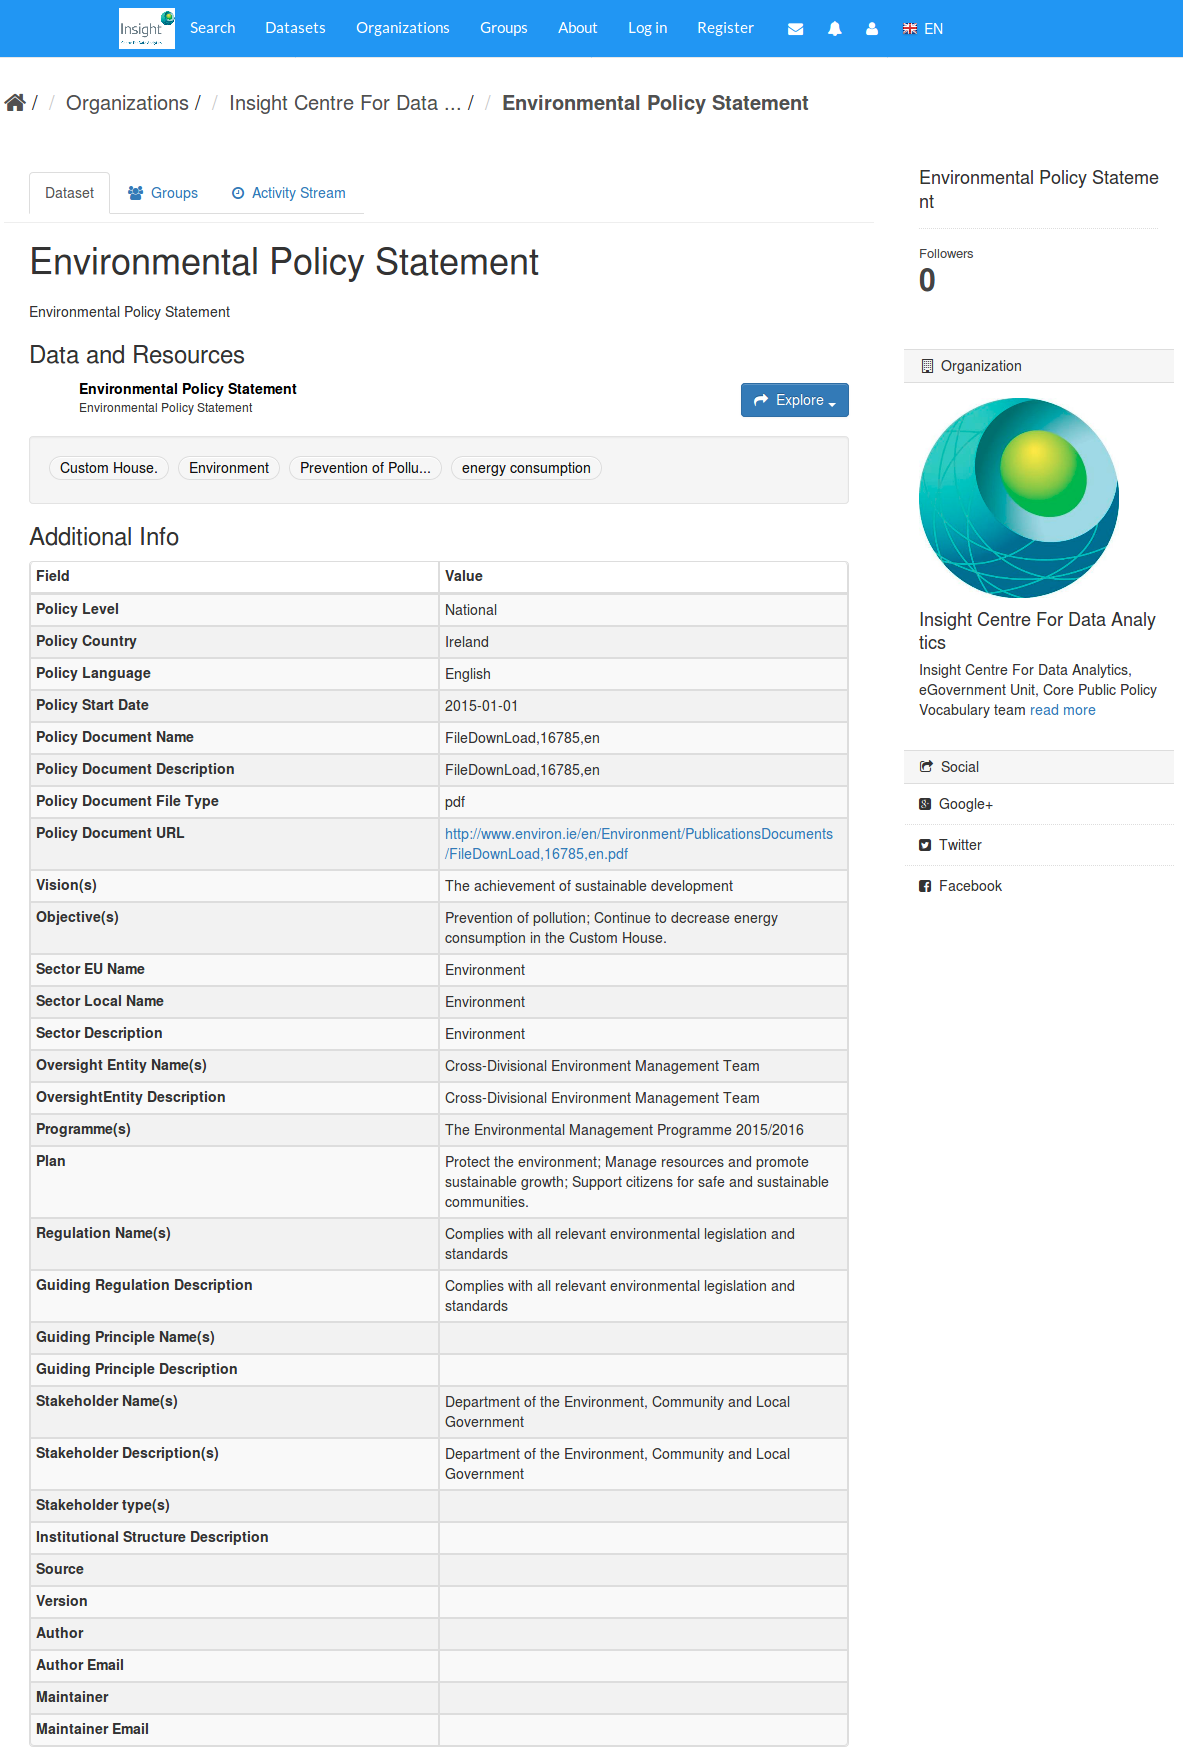 Insight
Search Datasets Organizations Groups About Log in Register EN
/ / Organizations / / Insight Centre For Data ... / / Environmental Policy Statement
Dataset Groups Activity Stream
Environmental Policy Statement
Environmental Policy Statement
Data and Resources
Environmental Policy Statement
Environmental Policy Statement
Explore
Custom House. Environment Prevention of Pollu... energy consumption
Additional Info
Field Value
Policy Level National
Policy Country Ireland
Policy Language English
Policy Start Date 2015-01-01
Policy Document Name FileDownLoad,16785,en
Policy Document Description FileDownLoad,16785,en
Policy Document File Type pdf
Policy Document URL http://www.environ.ie/en/Environment/PublicationsDocuments
/FileDownLoad,16785,en.pdf
Vision(s) The achievement of sustainable development
Objective(s) Prevention of pollution; Continue to decrease energy
consumption in the Custom House.
Sector EU Name Environment
Sector Local Name Environment
Sector Description Environment
Oversight Entity Name(s) Cross-Divisional Environment Management Team
OversightEntity Description Cross-Divisional Environment Management Team
Programme(s) The Environmental Management Programme 2015/2016
Plan Protect the environment; Manage resources and promote
sustainable growth; Support citizens for safe and sustainable
communities.
Regulation Name(s) Complies with all relevant environmental legislation and
standards
Guiding Regulation Description Complies with all relevant environmental legislation and
standards
Guiding Principle Name(s)
Guiding Principle Description
Stakeholder Name(s) Department of the Environment, Community and Local
Government
Stakeholder Description(s) Department of the Environment, Community and Local
Government
Stakeholder type(s)
Institutional Structure Description
Source
Version
Author
Author Email
Maintainer
Maintainer Email
Environmental Policy Stateme
nt
Followers
0
Organization
Insight Centre For Data Analy
tics
Insight Centre For Data Analytics,
eGovernment Unit, Core Public Policy
Vocabulary team read more
Social
Google+
Twitter
Facebook